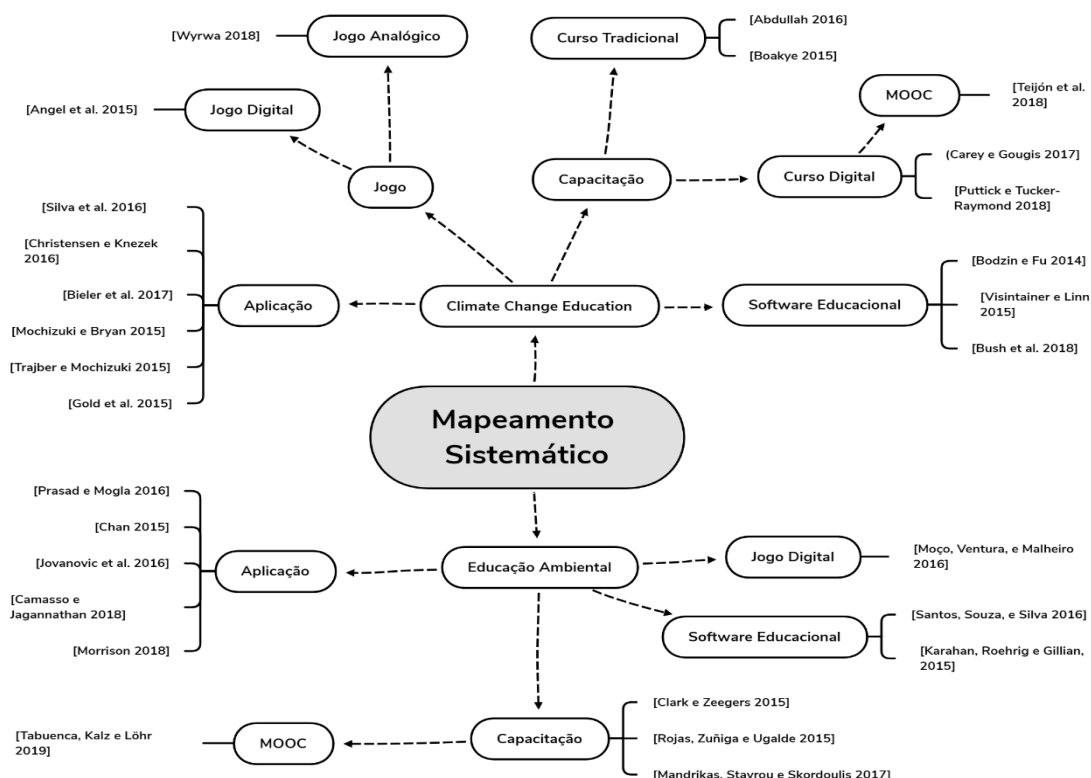 [Wyrwa 2018]
Jogo Analógico
Curso Tradicional
[Abdullah 2016]
[Boakye 2015]
[Angel et al. 2015]
Jogo Digital
MOOC
[Teijón et al.
2018]
Jogo
Capacitação
Curso Digital
(Carey e Gougis 2017]
[Puttick e Tucker-
Raymond 2018]
[Silva et al. 2016]
[Christensen e Knezek
2016]
[Bieler et al. 2017]
[Mochizuki e Bryan 2015]
[Trajber e Mochizuki 2015]
[Gold et al. 2015]
Aplicação
Climate Change Education
Software Educacional
[Bodzin e Fu 2014]
[Visintainer e Linn
2015]
[Bush et al. 2018]
Mapeamento
Sistemático
[Prasad e Mogla 2016]
[Chan 2015]
[Jovanovic et al. 2016]
[Camasso e
Jagannathan 2018]
[Morrison 2018]
Aplicação
Educação Ambiental
Jogo Digital
[Moço, Ventura, e Malheiro
2016]
Software Educacional
[Santos, Souza, e Silva 2016]
[Karahan, Roehrig e Gillian,
2015]
[Tabuenca, Kalz e Löhr
2019]
MOOC
Capacitação
[Clark e Zeegers 2015]
[Rojas, Zuñiga e Ugalde 2015]
[Mandrikas, Stavrou e Skordoulis 2017]